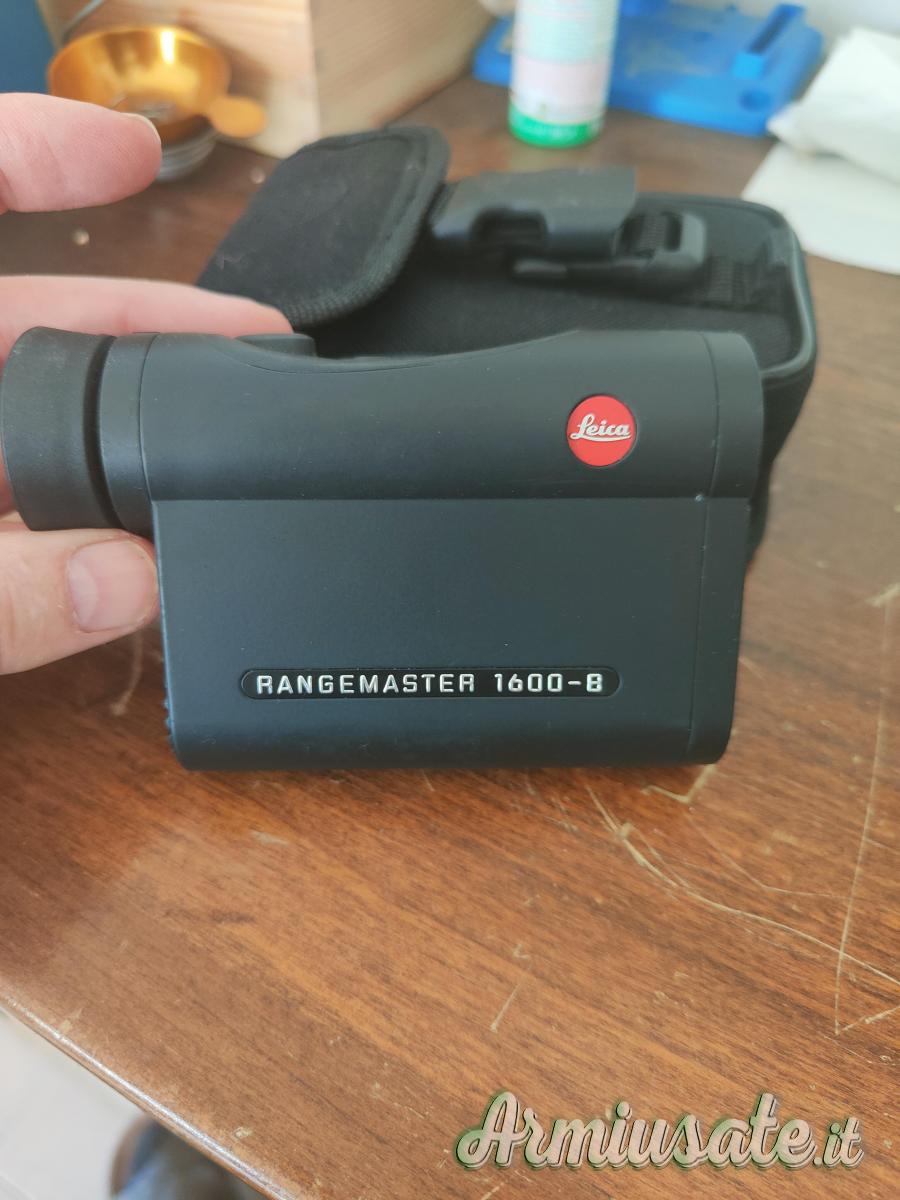 Leica
RANGEMASTER 1600-B
Armiusate.it